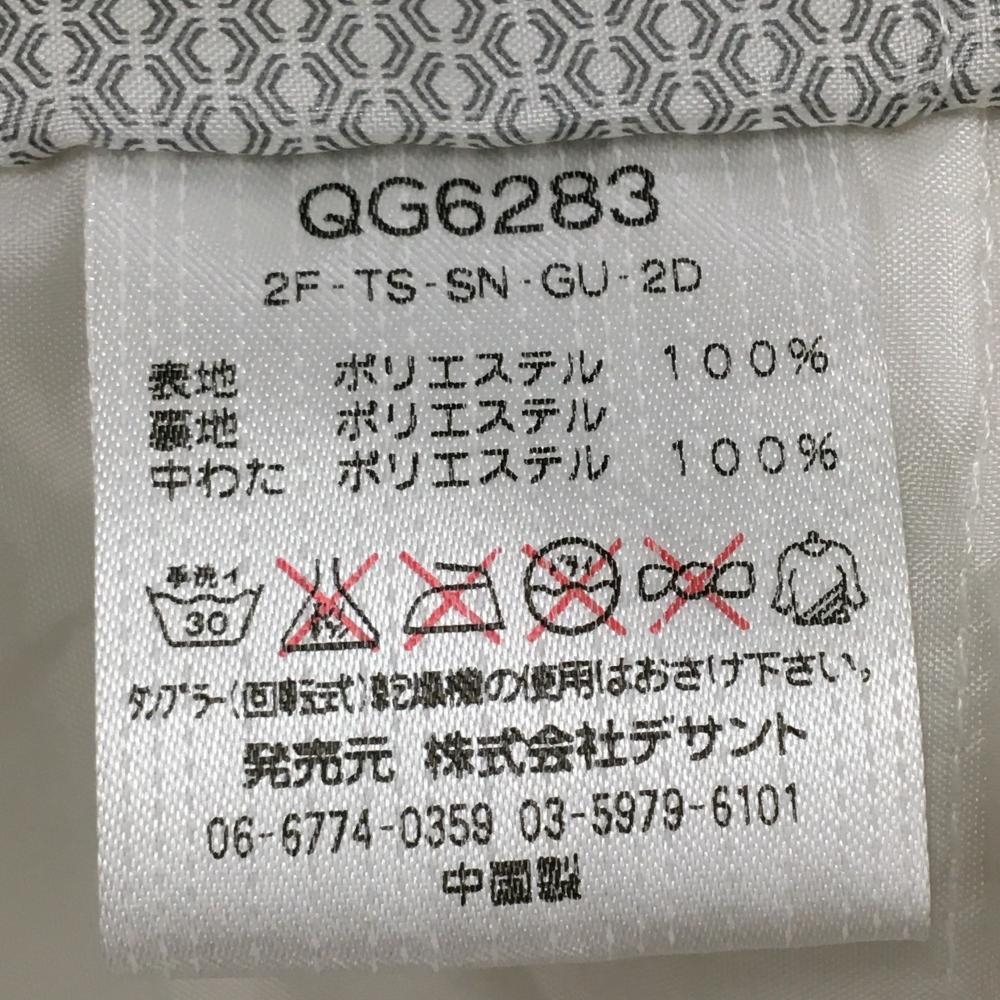 QG6283
2F-TS-SN-GU-2D
表地 ポリエステル 100%
裏地 ポリエステル
中わた ポリエステル 100%
手洗イ
30
ドライ
タンブラー(回転式)乾燥機の使用はおさけ下さい。
発売元 株式会社デサント
06-6774-0359 03-5979-6101
中国製